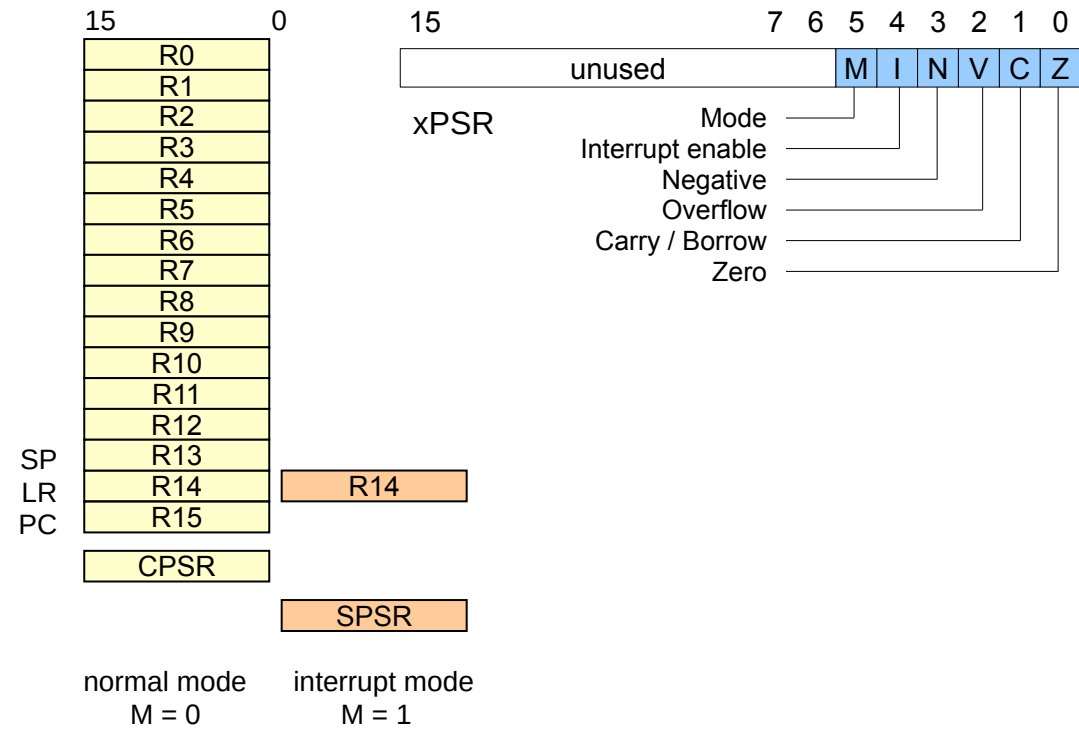 15 0 15 7 6 5 4 3 2 1 0
R0
unused M I N V C Z
R1
R2
xPSR Mode
R3
Interrupt enable
R4
Negative
R5
Overflow
R6
Carry / Borrow
R7
Zero
R8
R9
R10
R11
R12
SP R13
LR R14 R14
PC R15
CPSR
SPSR
normal mode interrupt mode
M = 0 M = 1